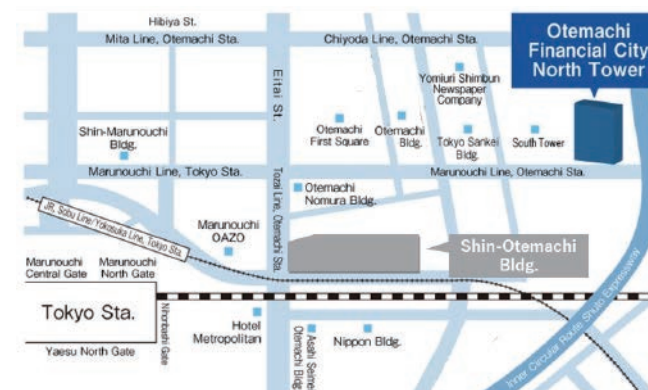 Hibiya St.
Mita Line, Otemachi Sta.
Chiyoda Line, Otemachi Sta.
Otemachi
Financial City
North Tower
Eitai St.
Yomiuri Shimbun
Newspaper
Company
Shin-Marunouchi
Bldg.
Otemachi
First Square
Otemachi
Bldg.
Tokyo Sankei
Bldg.
South Tower
Marunouchi Line, Tokyo Sta.
Marunouchi Line, Otemachi Sta.
Tozai Line, Otemachi Sta.
Otemachi
Nomura Bldg.
JR, Sobu Line/Yokosuka Line, Tokyo Sta.
Marunouchi
OAZO
Shin-Otemachi
Bldg.
Marunouchi
Central Gate
Marunouchi
North Gate
Tokyo Sta.
Nihonbashi Gate
Yaesu North Gate
Hotel
Metropolitan
Asahi Seimei
Otemachi Bldg.
Nippon Bldg.
Inner Circular Route Shuto Expressway